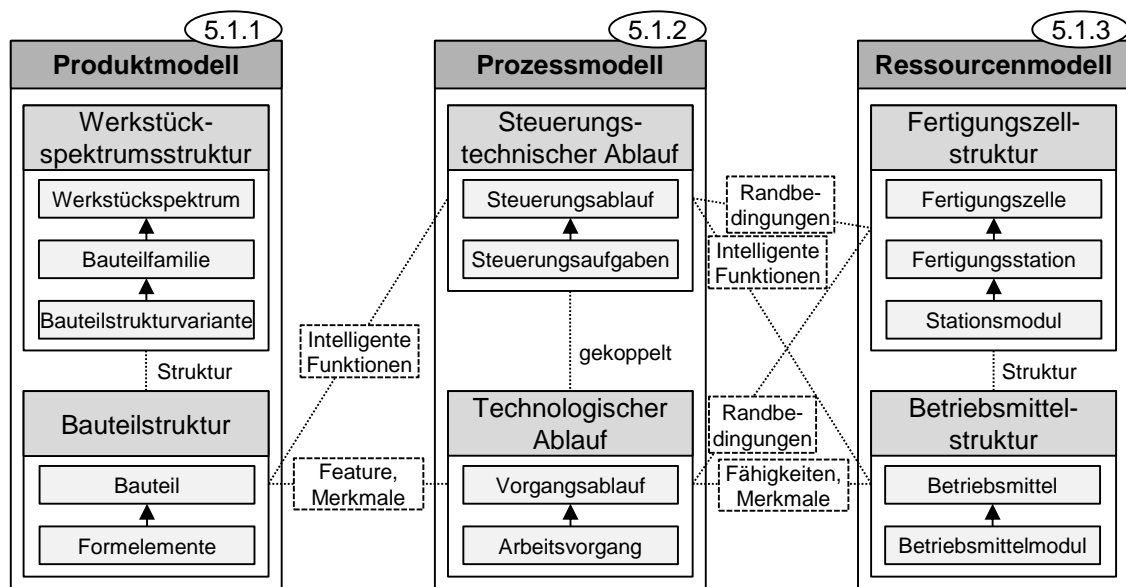 5.1.1
Produktmodell
Werkstück-
spektrumsstruktur
Werkstückspektrum
Bauteilfamilie
Bauteilstrukturvariante
Struktur
Bauteilstruktur
Bauteil
Formelemente
Intelligente
Funktionen
Feature,
Merkmale
5.1.2
Prozessmodell
Steuerungs-
technischer Ablauf
Steuerungsablauf
Steuerungsaufgaben
gekoppelt
Technologischer
Ablauf
Vorgangsablauf
Arbeitsvorgang
Randbe-
dingungen
Intelligente
Funktionen
Randbe-
dingungen
Fähigkeiten,
Merkmale
5.1.3
Ressourcenmodell
Fertigungszell-
struktur
Fertigungszelle
Fertigungsstation
Stationsmodul
Struktur
Betriebsmittel-
struktur
Betriebsmittel
Betriebsmittelmodul